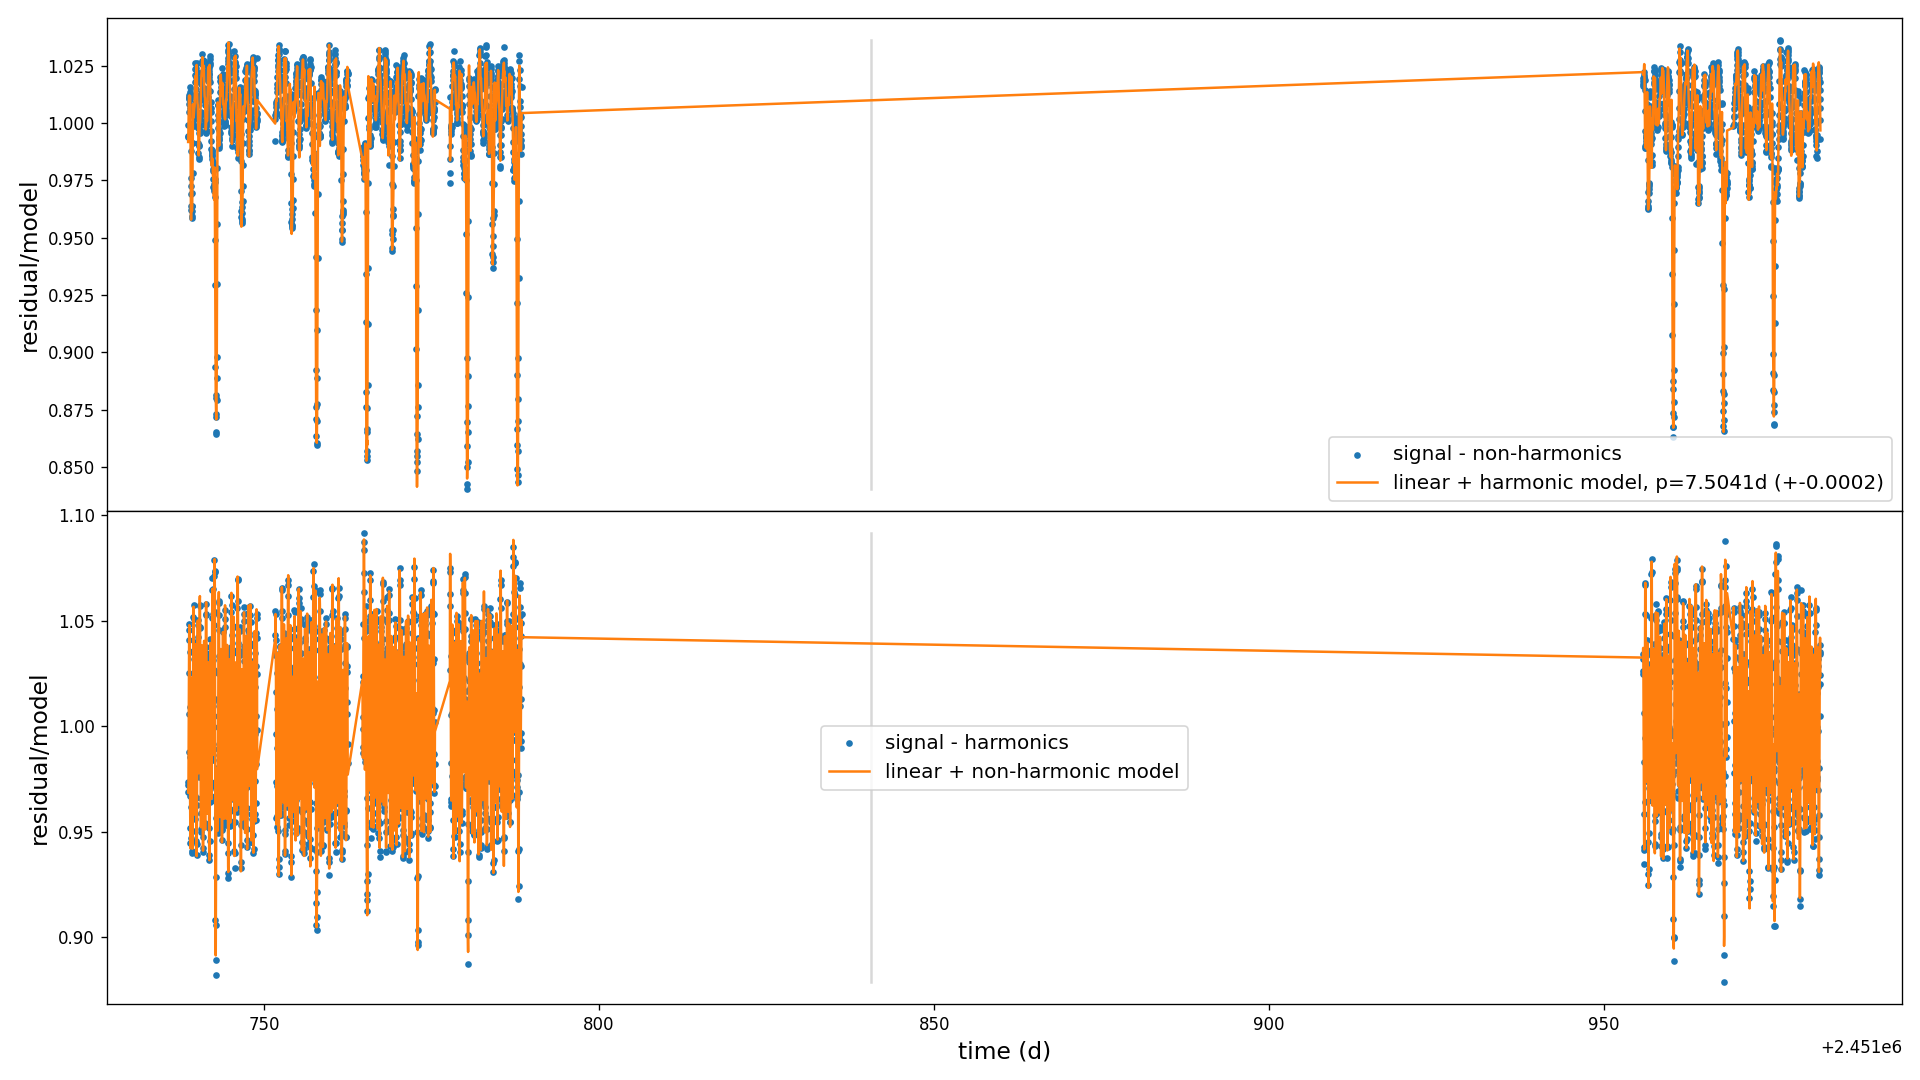 1.025
1.000
0.975
0.950
0.925
0.900
0.875
0.850
residual/model
signal - non-harmonics
linear + harmonic model, p=7.5041d (+-0.0002)
1.10
1.05
1.00
0.95
0.90
residual/model
signal - harmonics
linear + non-harmonic model
750
800
850
900
950
time (d)
+2.451e6